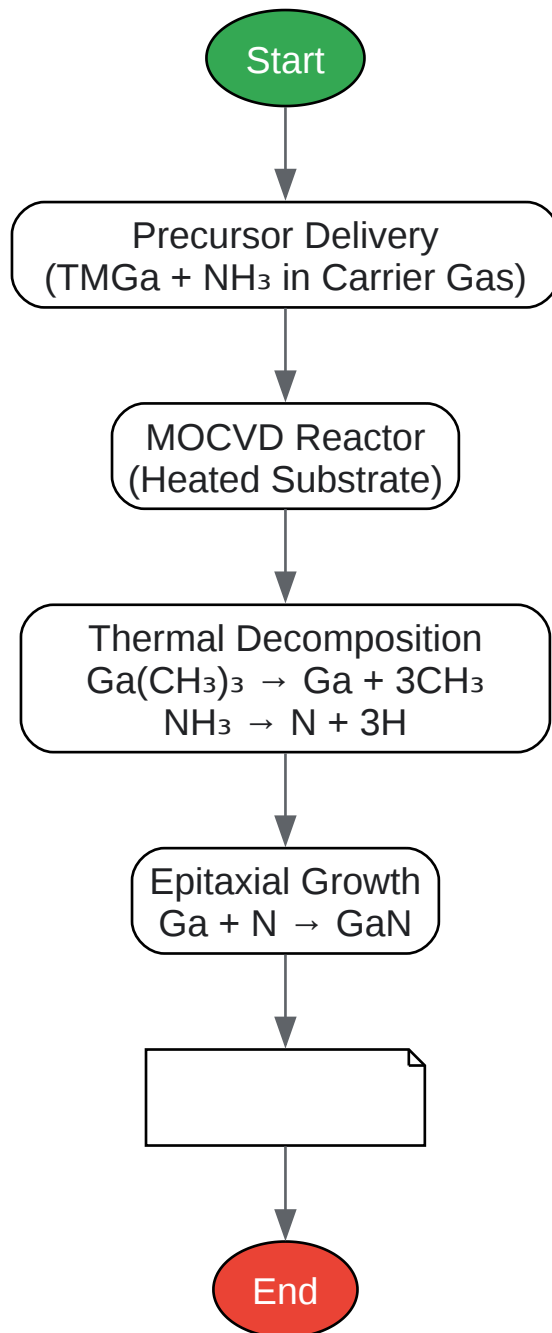 Start
Precursor Delivery
(TMGa + NH₃ in Carrier Gas)
MOCVD Reactor
(Heated Substrate)
Thermal Decomposition
Ga(CH₃)₃ → Ga + 3CH₃
NH₃ → N + 3H
Epitaxial Growth
Ga + N → GaN
End